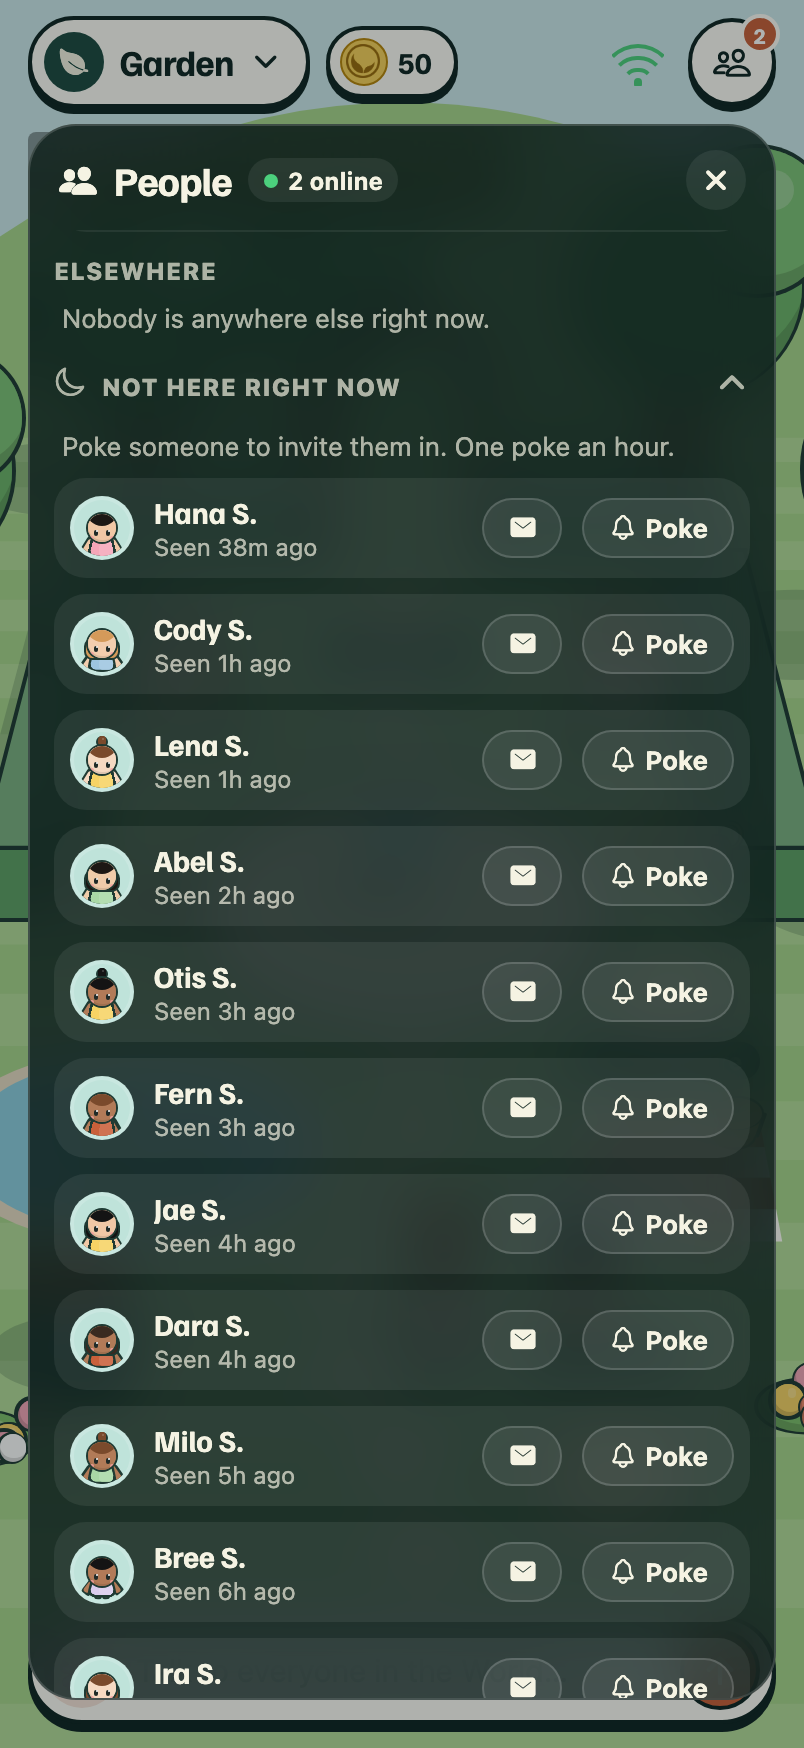 Garden
50
2
People
2 online
ELSEWHERE
Nobody is anywhere else right now.
NOT HERE RIGHT NOW
Poke someone to invite them in. One poke an hour.
Hana S.
Seen 38m ago
Poke
Cody S.
Seen 1h ago
Poke
Lena S.
Seen 1h ago
Poke
Abel S.
Seen 2h ago
Poke
Otis S.
Seen 3h ago
Poke
Fern S.
Seen 3h ago
Poke
Jae S.
Seen 4h ago
Poke
Dara S.
Seen 4h ago
Poke
Milo S.
Seen 5h ago
Poke
Bree S.
Seen 6h ago
Poke
Ira S.
Poke